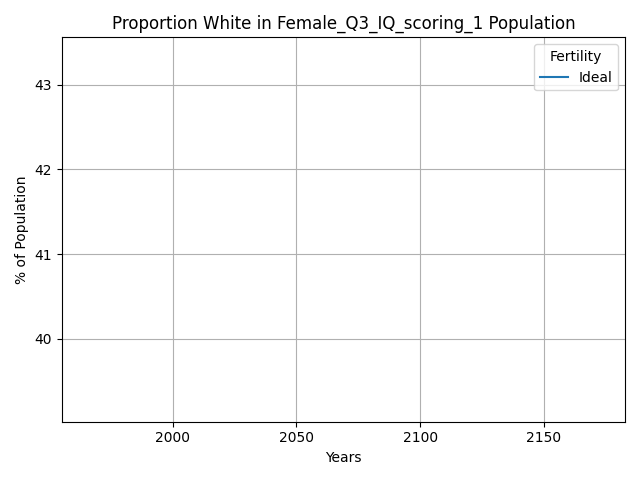 Proportion White in Female_Q3_IQ_scoring_1 Population
Fertility
Ideal
% of Population
43
42
41
40
2000
2050
2100
2150
Years